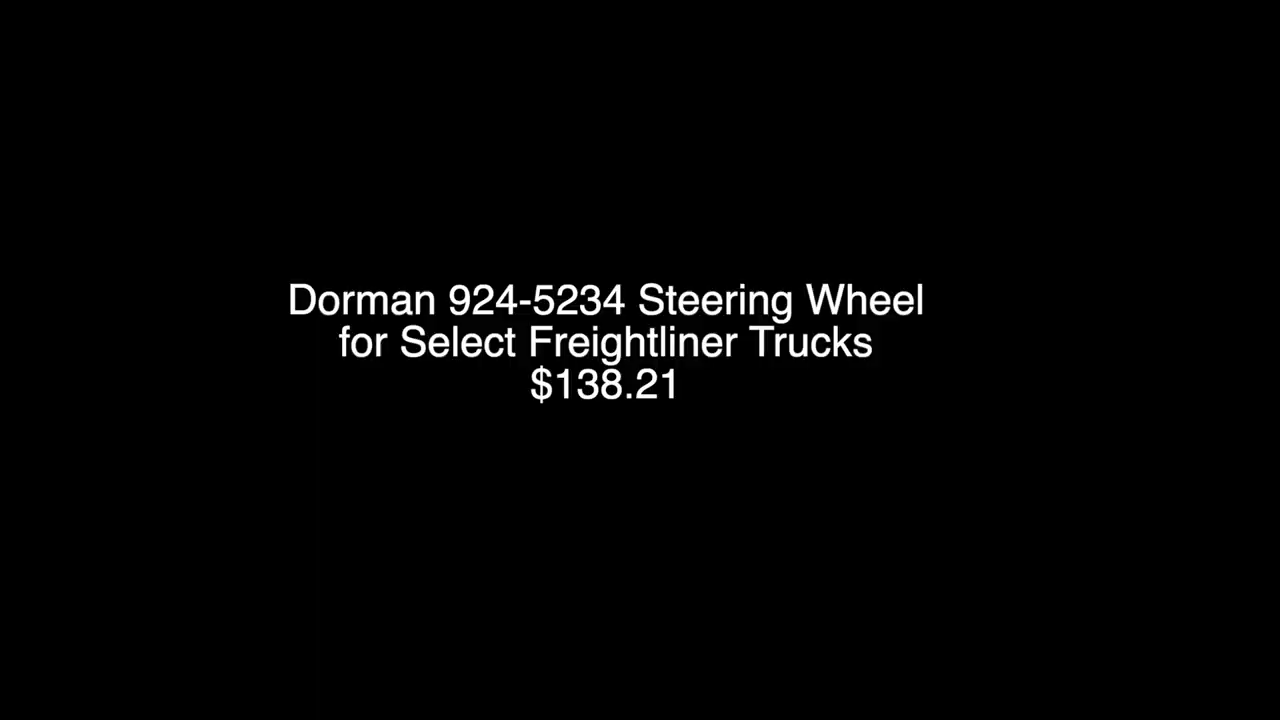 Dorman 924-5234 Steering Wheel
for Select Freightliner Trucks
$138.21